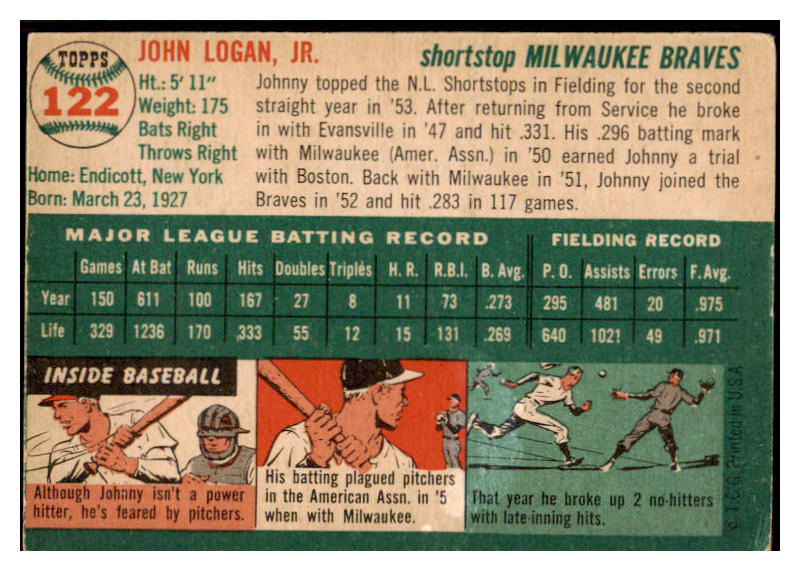 TOPPS
122
JOHN LOGAN, JR.
shortstop MILWAUKEE BRAVES
Ht.: 5' 11"
Weight: 175
Bats Right
Throws Right
Home: Endicott, New York
Born: March 23, 1927
Johnny topped the N.L. Shortstops in Fielding for the second
straight year in '53. After returning from Service he broke
in with Evansville in '47 and hit .331. His .296 batting mark
with Milwaukee (Amer. Assn.) in '50 earned Johnny a trial
with Boston. Back with Milwaukee in '51, Johnny joined the
Braves in '52 and hit .283 in 117 games.
MAJOR LEAGUE BATTING RECORD FIELDING RECORD
Games At Bat Runs Hits Doubles Triples H. R. R.B.I. B. Avg. P. O. Assists Errors F. Avg.
Year 150 611 100 167 27 8 11 73 .273 295 481 20 .975
Life 329 1236 170 .333 55 12 15 131 .269 640 1021 49 .971
INSIDE BASEBALL
Although Johnny isn't a power
hitter, he's feared by pitchers.
His batting plagued pitchers
in the American Assn. in '5
when with Milwaukee.
That year he broke up 2 no-hitters
with late-inning hits.
© T.C.G. Printed in U.S.A.